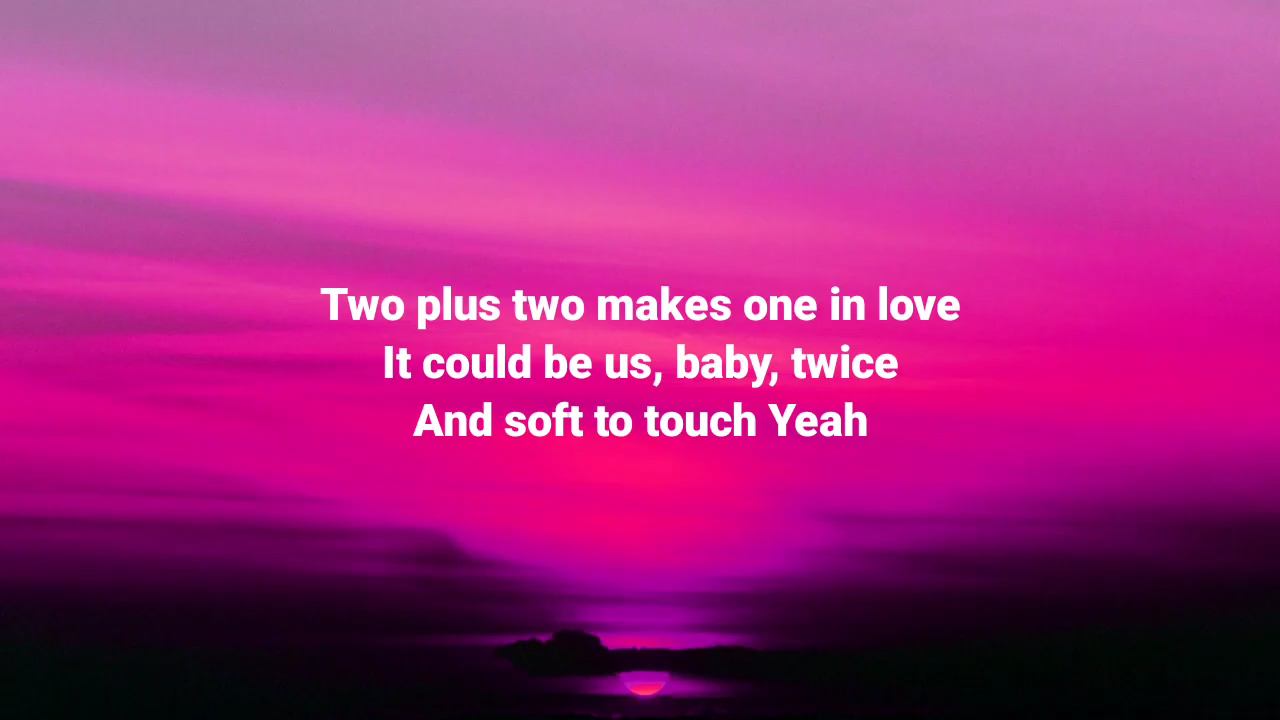 Two plus two makes one in love
It could be us, baby, twice
And soft to touch Yeah